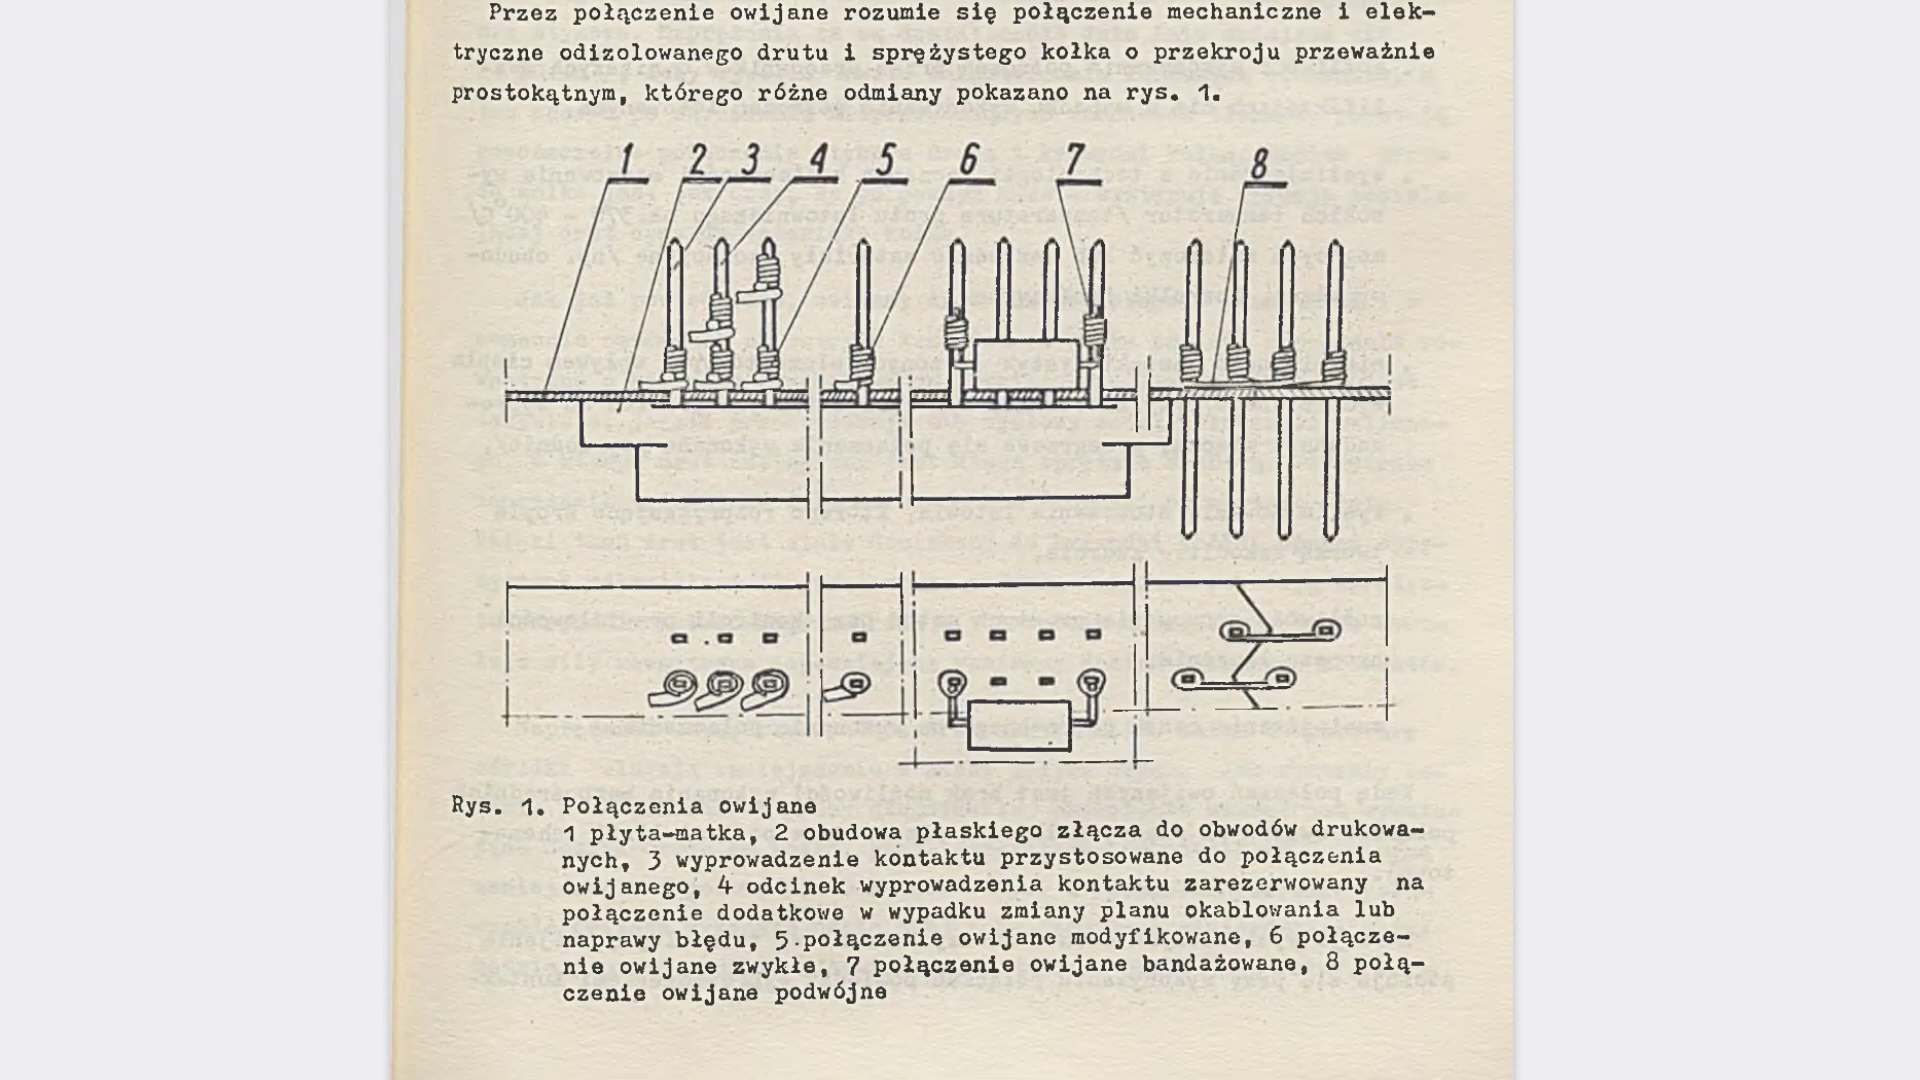 Przez połączenie owijane rozumie się połączenie mechaniczne i elek-
tryczne odizolowanego drutu i sprężystego kołka o przekroju przeważnie
prostokątnym, którego różne odmiany pokazano na rys. 1.
1 2 3 4 5 6 7 8
Rys. 1. Połączenia owijane
1 płyta-matka, 2 obudowa płaskiego złącza do obwodów drukowa-
nych, 3 wyprowadzenie kontaktu przystosowane do połączenia
owijanego, 4 odcinek wyprowadzenia kontaktu zarezerwowany na
połączenie dodatkowe w wypadku zmiany planu okablowania lub
naprawy błędu, 5 połączenie owijane modyfikowane, 6 połącze-
nie owijane zwykłe, 7 połączenie owijane bandażowane, 8 połą-
czenie owijane podwójne